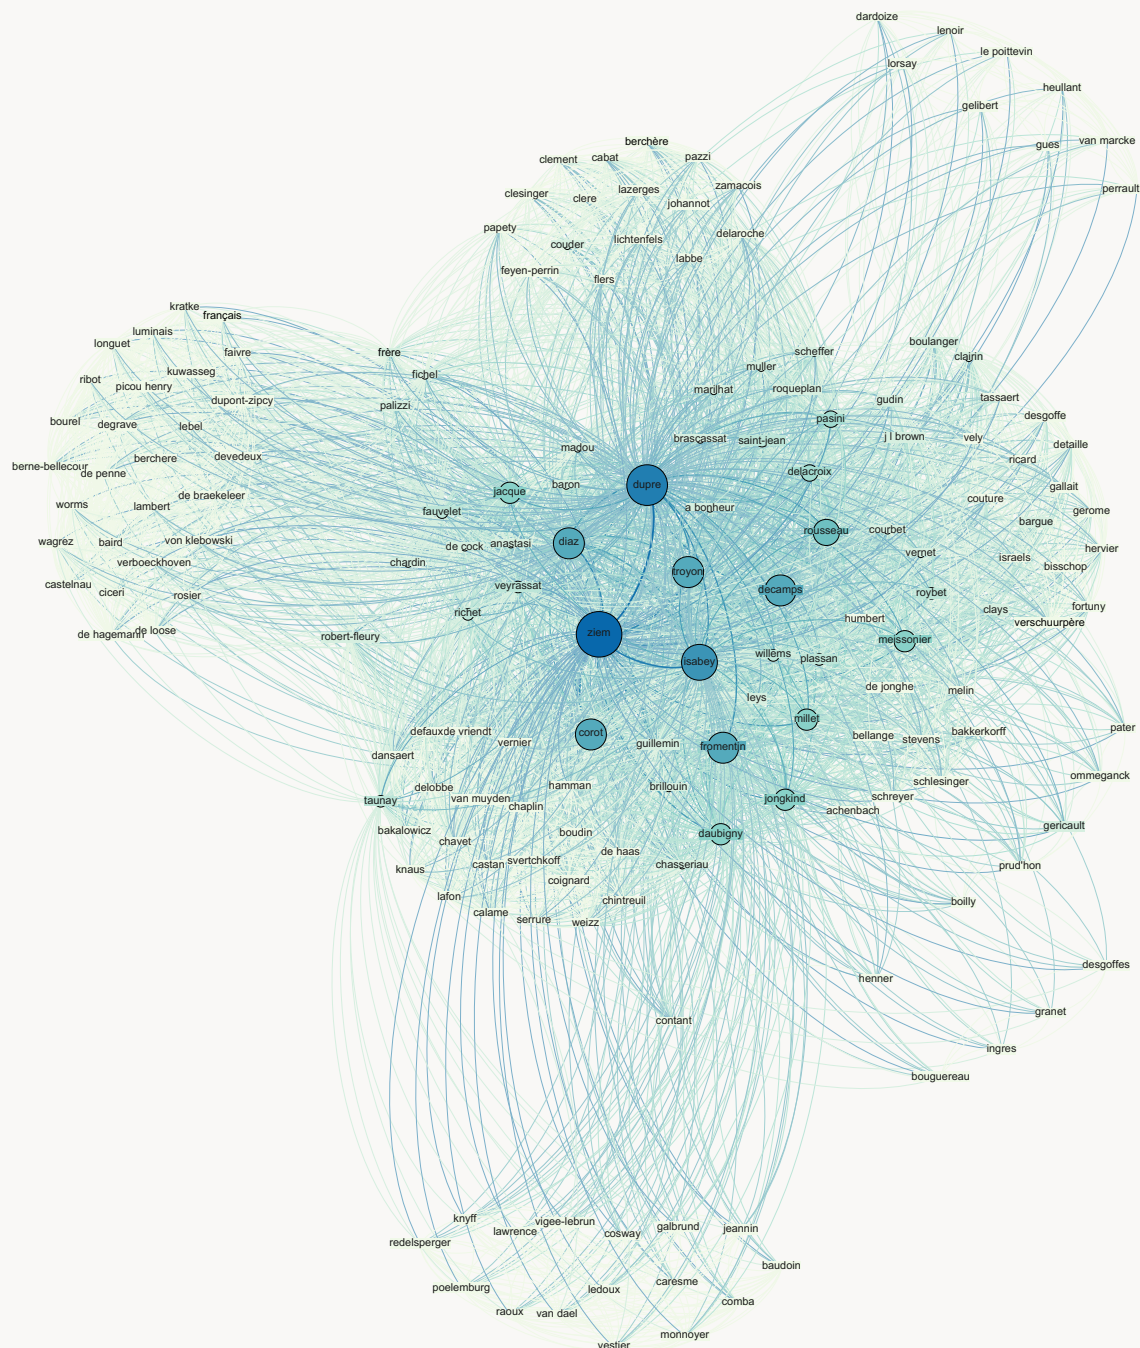 dardoize
lenoir
le poittevin
lorsay
heullant
gelibert
van marcke
gues
perrault
berchère
clement
cabat
pazzi
clesinger
clere
lazerges
zamacois
johannot
papety
delaroche
couder
lichtenfels
labbe
feyen-perrin
flers
kratke
français
luminais
longuet
faivre
frère
kuwasseg
fichel
ribot
picou henry
dupont-zipcy
palizzi
bourel
degrave
lebel
berne-bellecour
de penne
berchere
devedeux
worms
lambert
de braekeleer
wagrez
baird
von klebowski
verboeckhoven
castelnau
ciceri
rosier
de hagemann
de loose
robert-fleury
boulanger
clairin
scheffer
muller
marilhat
roqueplan
gudin
tassaert
pasini
desgoffe
brascassat
saint-jean
j l brown
vely
detaille
madou
delacroix
ricard
baron
dupre
gallait
jacque
couture
fauvelet
a bonheur
gerome
rousseau
courbet
bargue
de cock
anastasi
diaz
vernet
israels
hervier
chardin
troyon
bisschop
veyrassat
decamps
roybet
clays
fortuny
richet
humbert
verschuurpère
ziem
meissonier
isabey
willems
plassan
leys
de jonghe
melin
defaux
de vriendt
vernier
corot
guillemin
fromentin
millet
bellange
stevens
bakkerkorff
pater
dansaert
ommeganck
delobbe
hamman
brillouin
schlesinger
taunay
van muyden
chaplin
jongkind
schreyer
achenbach
gericault
bakalowicz
chavet
boudin
daubigny
knaus
castan
svertchkoff
de haas
chasseriau
prud'hon
lafon
coignard
chintreuil
boilly
calame
serrure
weizz
desgoffes
henner
contant
granet
ingres
bouguereau
knyff
lawrence
vigee-lebrun
cosway
galbrund
jeannin
redelsperger
baudoin
poelemburg
ledoux
caresme
raoux
van dael
comba
monnoyer
vestier